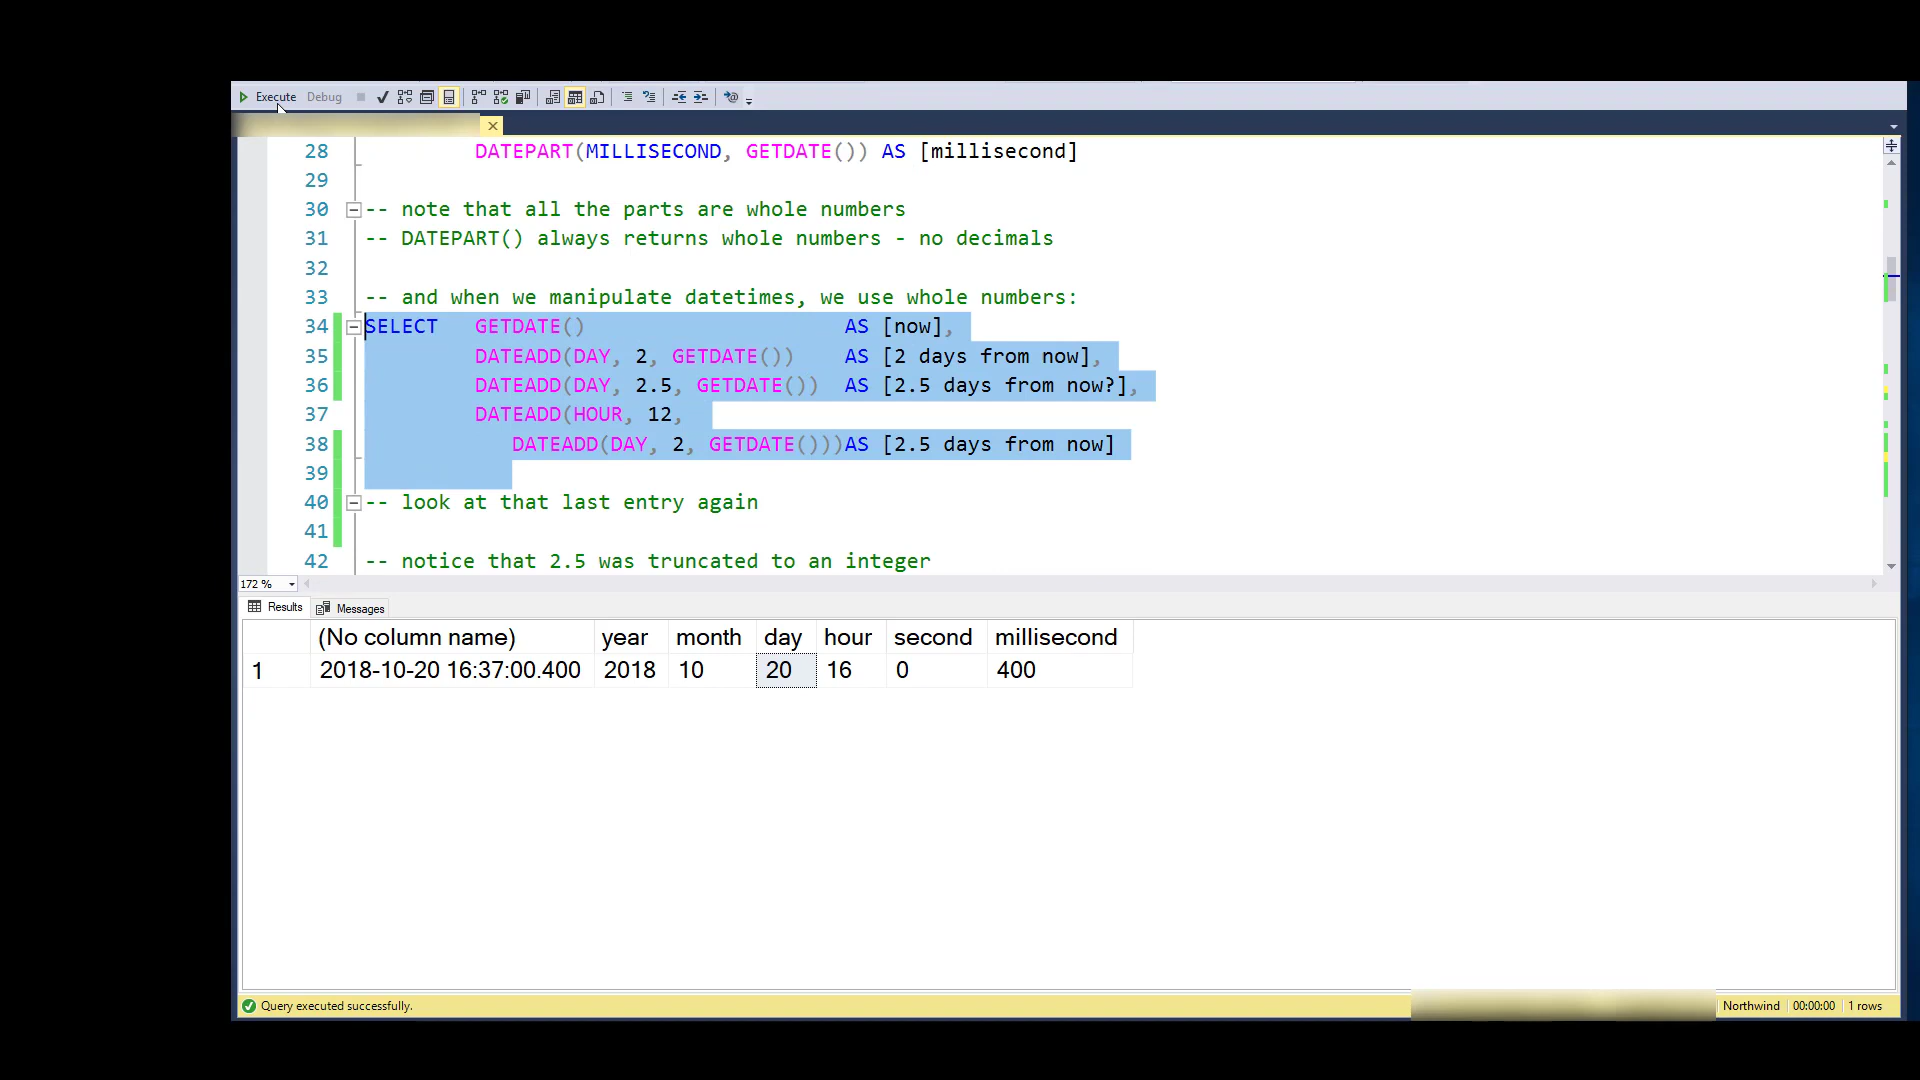 Execute Debug
28 DATEPART(MILLISECOND, GETDATE()) AS [millisecond]
29
30 -- note that all the parts are whole numbers
31 -- DATEPART() always returns whole numbers - no decimals
32
33 -- and when we manipulate datetimes, we use whole numbers:
34 SELECT GETDATE() AS [now],
35 DATEADD(DAY, 2, GETDATE()) AS [2 days from now],
36 DATEADD(DAY, 2.5, GETDATE()) AS [2.5 days from now?],
37 DATEADD(HOUR, 12,
38 DATEADD(DAY, 2, GETDATE()))AS [2.5 days from now]
39
40 -- look at that last entry again
41
42 -- notice that 2.5 was truncated to an integer
172 %
Results Messages
(No column name) year month day hour second millisecond
1 2018-10-20 16:37:00.400 2018 10 20 16 0 400
Query executed successfully. Northwind 00:00:00 1 rows